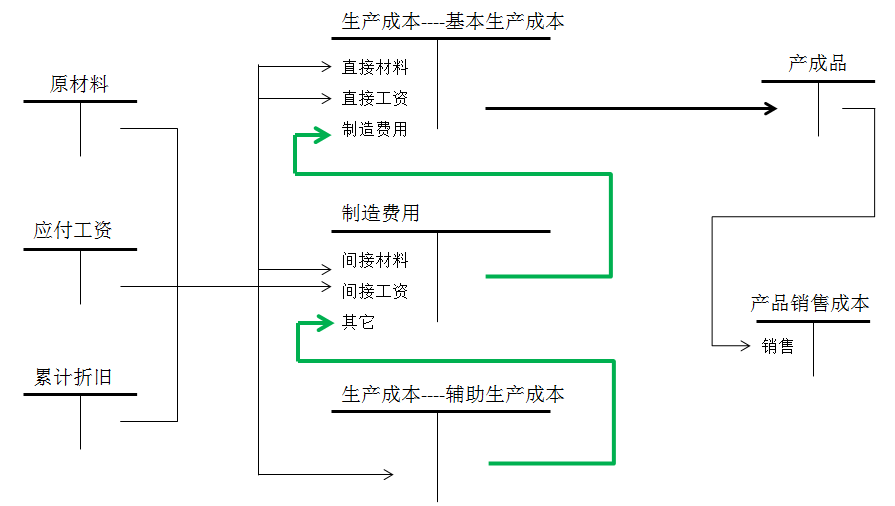 生产成本----基本生产成本
直接材料
直接工资
制造费用
原材料
应付工资
累计折旧
制造费用
间接材料
间接工资
其它
生产成本----辅助生产成本
产成品
产品销售成本
销售